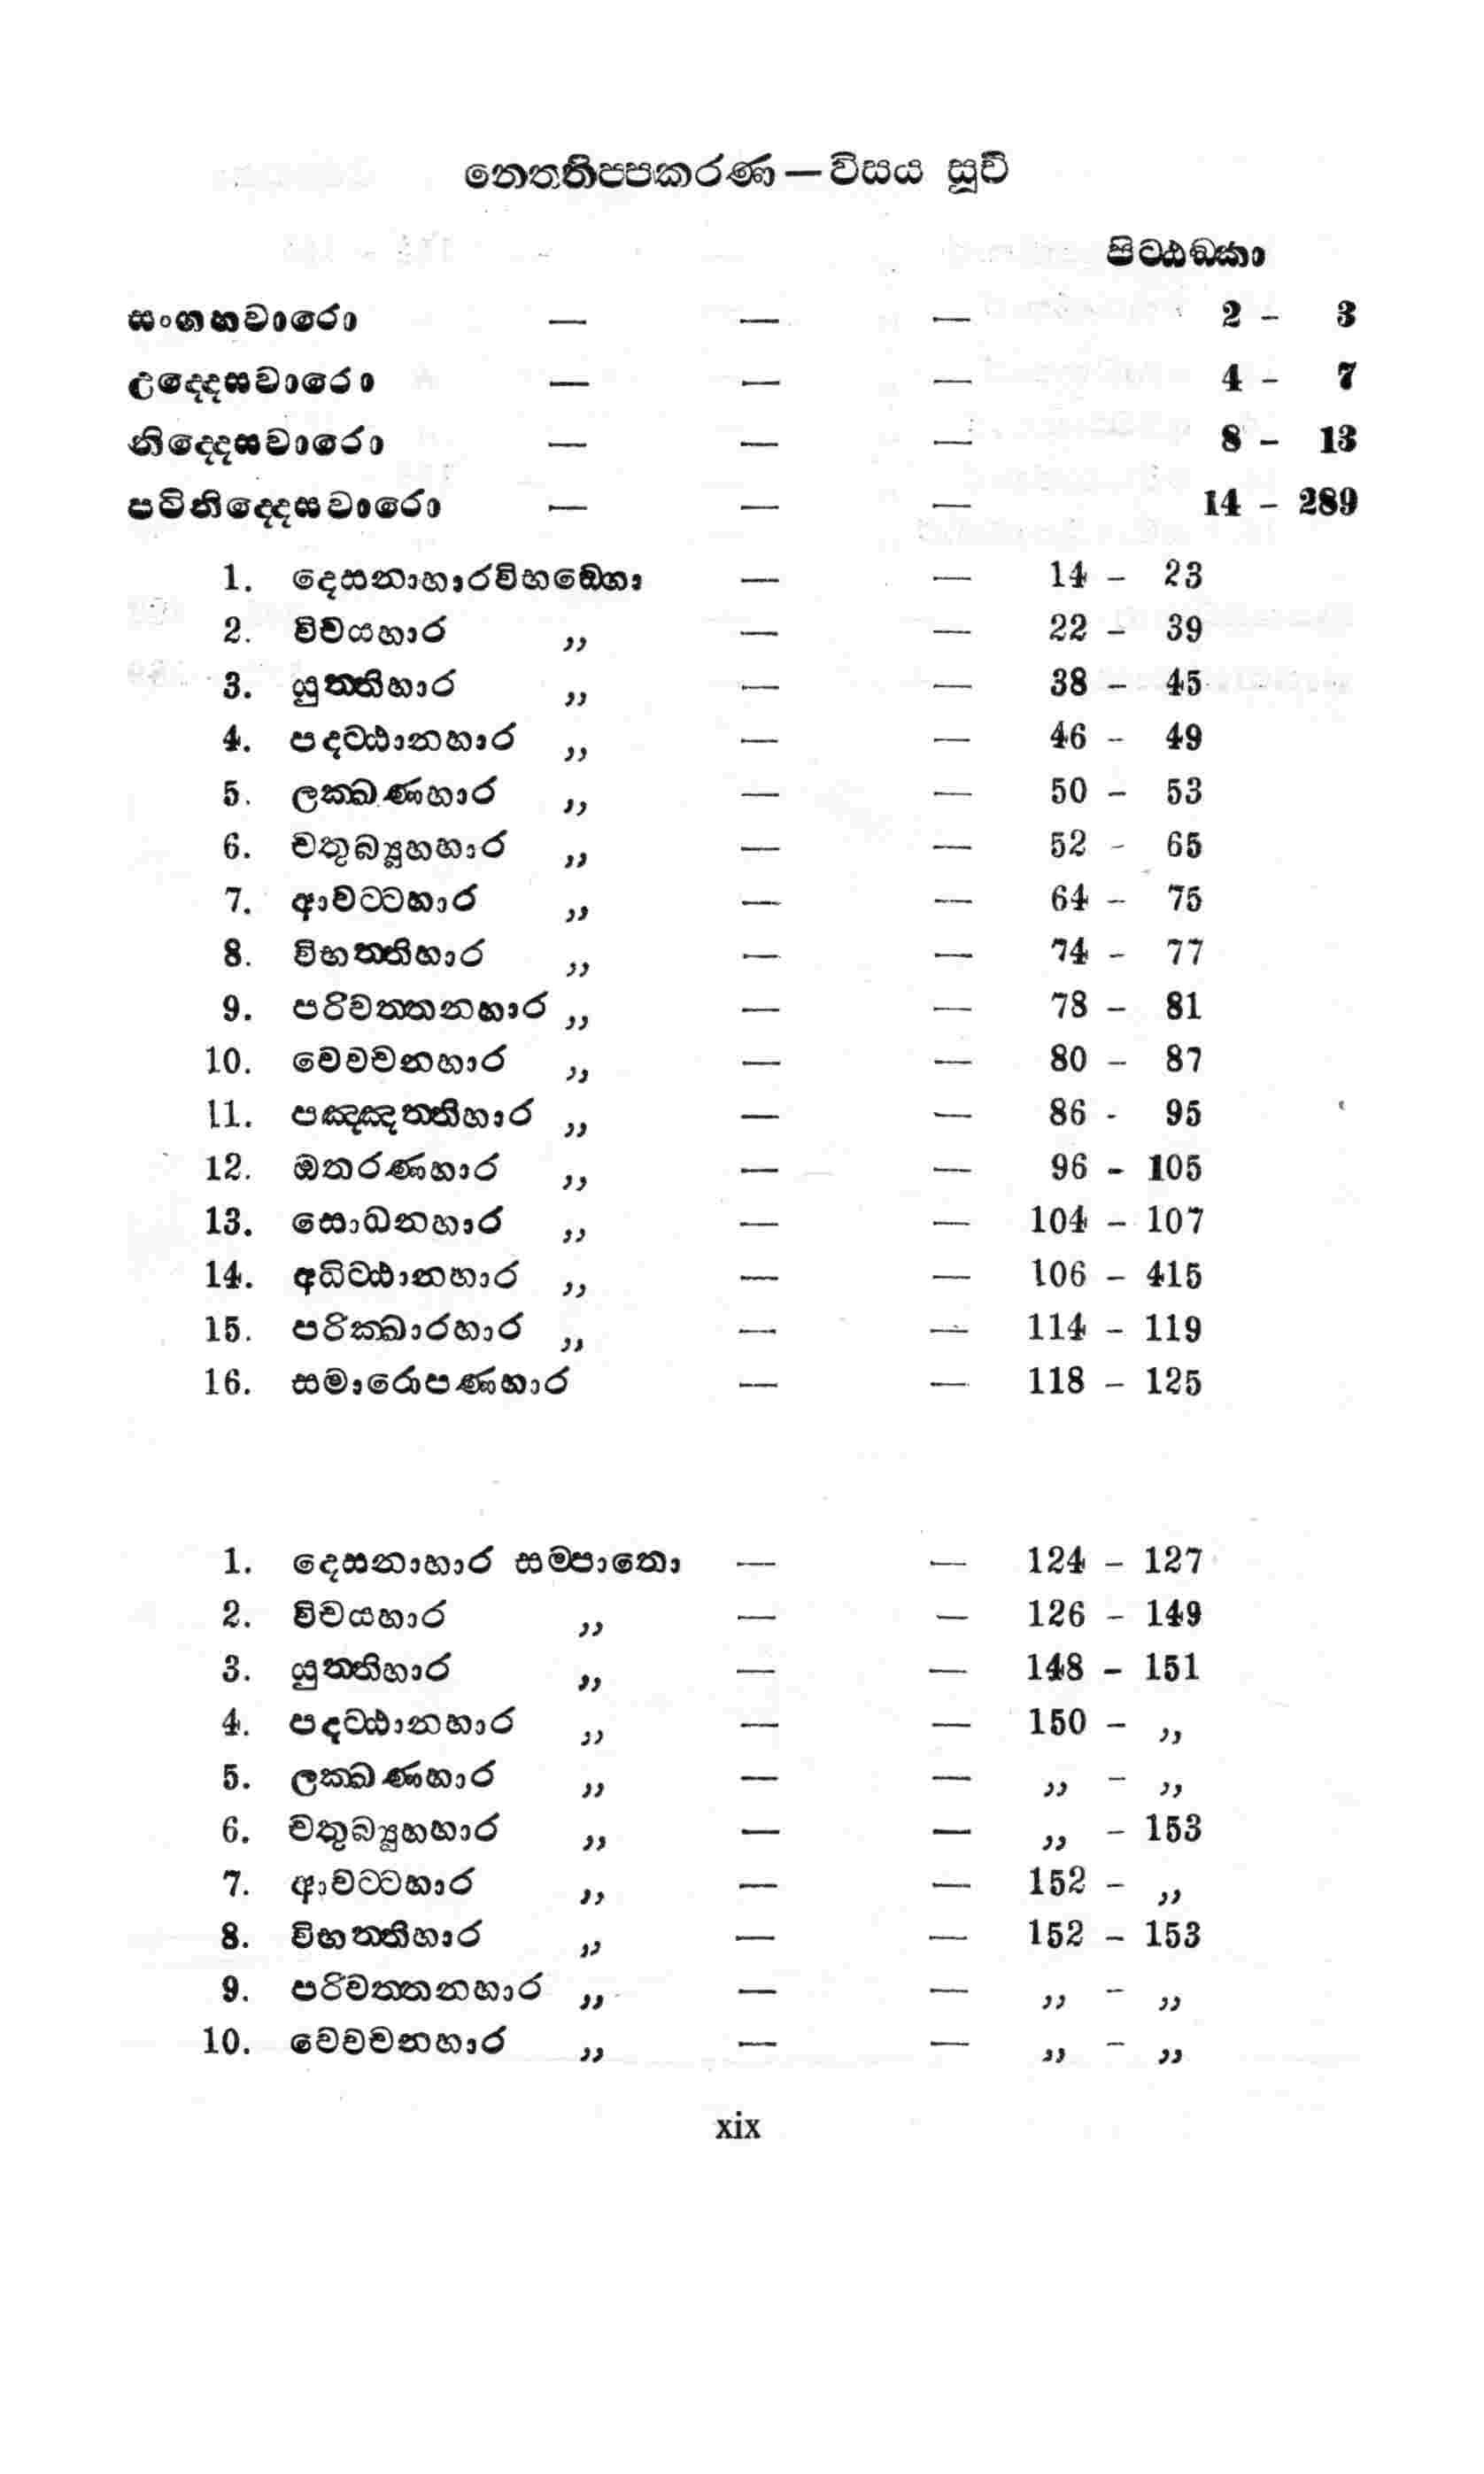 නෙත්තිප්පකරණ — විසය සූචි
පිට්ඨඞ්කා
සංගහවාරො — — — 2 - 3
උද්දෙසවාරො — — — 4 - 7
නිද්දෙසවාරො — — — 8 - 13
පටිනිද්දෙසවාරො — — — 14 - 289
1. දෙසනාහාරවිභඞ්ගො — — 14 - 23
2. විචයහාර ,, — — 22 - 39
3. යුත්තිහාර ,, — — 38 - 45
4. පදට්ඨානහාර ,, — — 46 - 49
5. ලක්ඛණහාර ,, — — 50 - 53
6. චතුබ්‍යූහහාර ,, — — 52 - 65
7. ආවට්ටහාර ,, — — 64 - 75
8. විභත්තිහාර ,, — — 74 - 77
9. පරිවත්තනහාර ,, — — 78 - 81
10. වෙවචනහාර ,, — — 80 - 87
11. පඤ්ඤත්තිහාර ,, — — 86 - 95
12. ඔතරණහාර ,, — — 96 - 105
13. සොධනහාර ,, — — 104 - 107
14. අධිට්ඨානහාර ,, — — 106 - 415
15. පරික්ඛාරහාර ,, — — 114 - 119
16. සමාරොපණහාර — — 118 - 125
1. දෙසනාහාර සම්පාතො — — 124 - 127
2. විචයහාර ,, — — 126 - 149
3. යුත්තිහාර ,, — — 148 - 151
4. පදට්ඨානහාර ,, — — 150 - ,,
5. ලක්ඛණහාර ,, — — ,, - ,,
6. චතුබ්‍යුහහාර ,, — — ,, - 153
7. ආවට්ටහාර ,, — — 152 - ,,
8. විභත්තිහාර ,, — — 152 - 153
9. පරිවත්තනහාර ,, — — ,, - ,,
10. වෙවචනහාර ,, — — ,, - ,,
xix